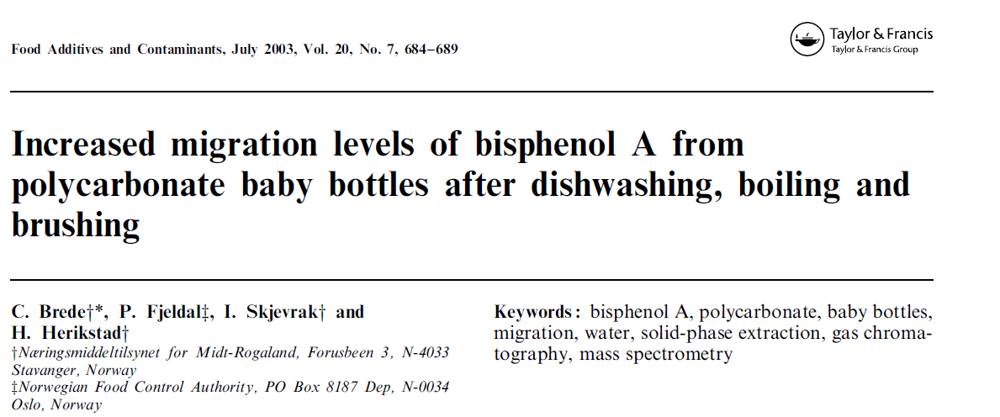 Food Additives and Contaminants, July 2003, Vol. 20, No. 7, 684–689
Taylor & Francis
Taylor & Francis Group
Increased migration levels of bisphenol A from
polycarbonate baby bottles after dishwashing, boiling and
brushing
C. Brede†*, P. Fjeldal‡, I. Skjevrak† and
H. Herikstad†
†Næringsmiddeltilsynet for Midt-Rogaland, Forusbeen 3, N-4033
Stavanger, Norway
‡Norwegian Food Control Authority, PO Box 8187 Dep, N-0034
Oslo, Norway
Keywords: bisphenol A, polycarbonate, baby bottles,
migration, water, solid-phase extraction, gas chroma-
tography, mass spectrometry